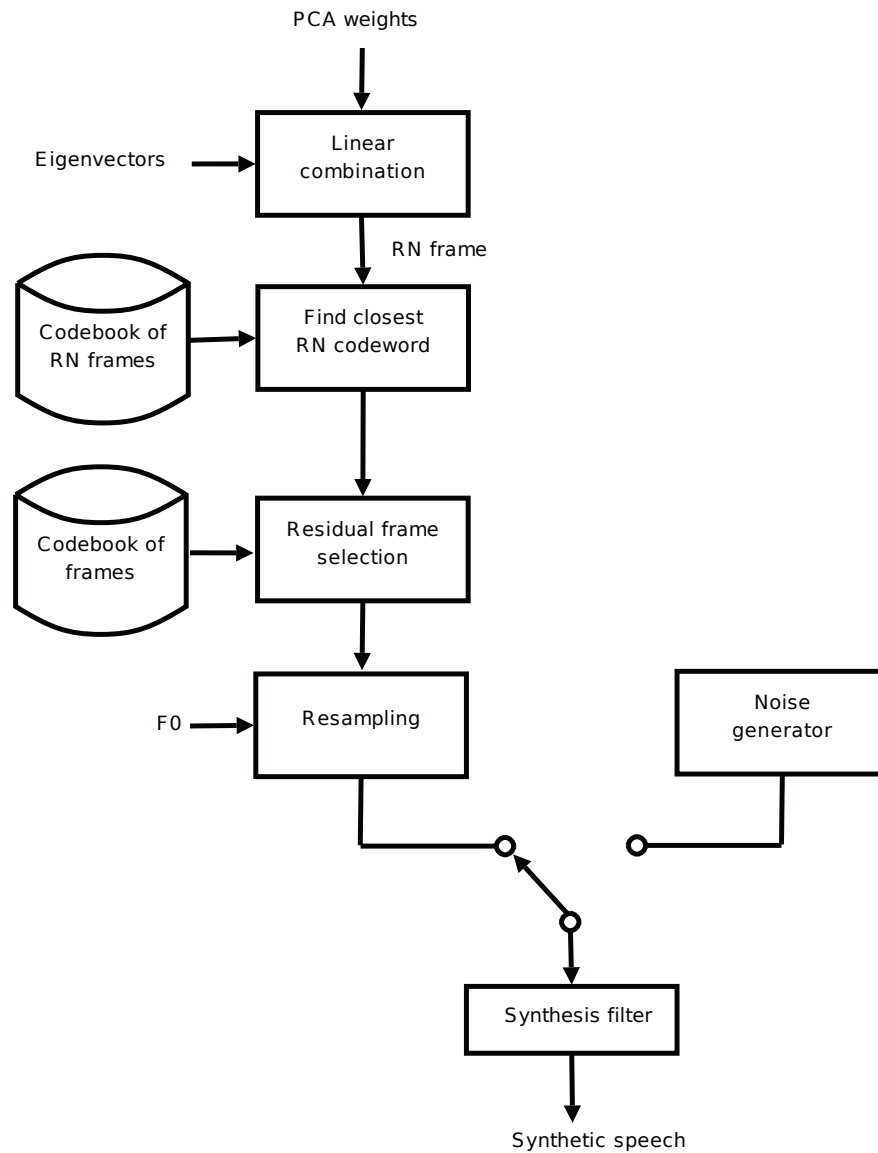 PCA weights
Linear
combination
Eigenvectors
RN frame
Codebook of
RN frames
Find closest
RN codeword
Codebook of
frames
Residual frame
selection
F0
Resampling
Noise
generator
Synthesis filter
Synthetic speech